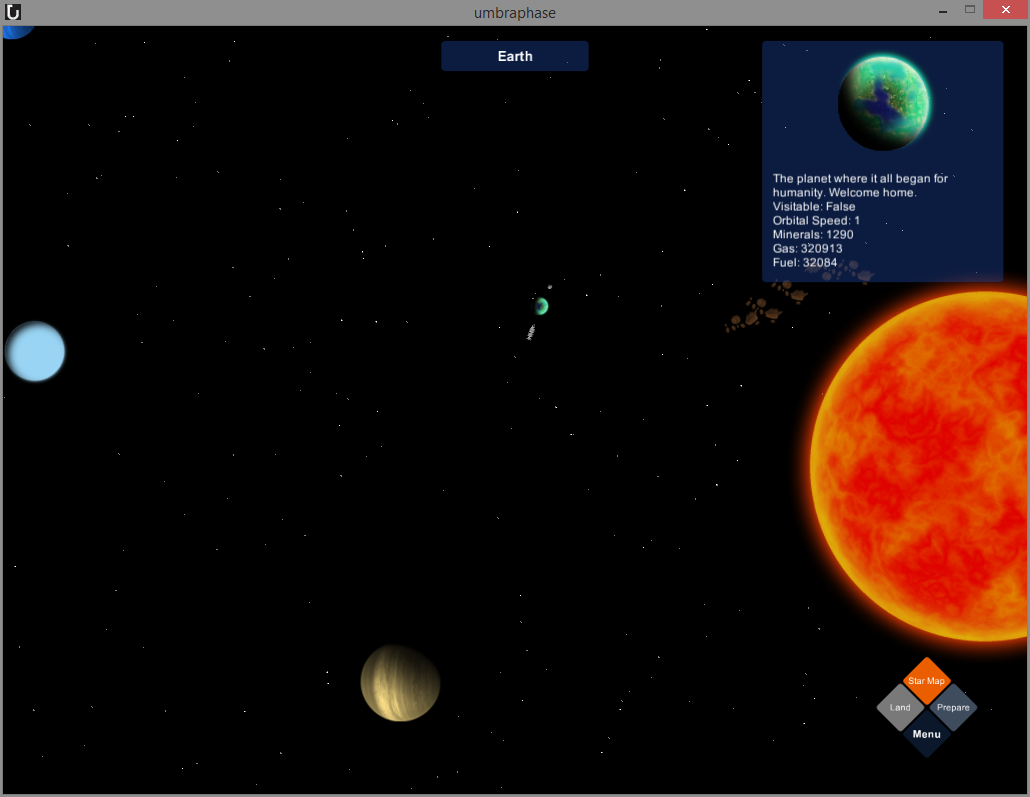 umbraphase
Earth
The planet where it all began for
humanity. Welcome home.
Visitable: False
Orbital Speed: 1
Minerals: 1290
Gas: 320913
Fuel: 32084
Star Map
Land
Prepare
Menu